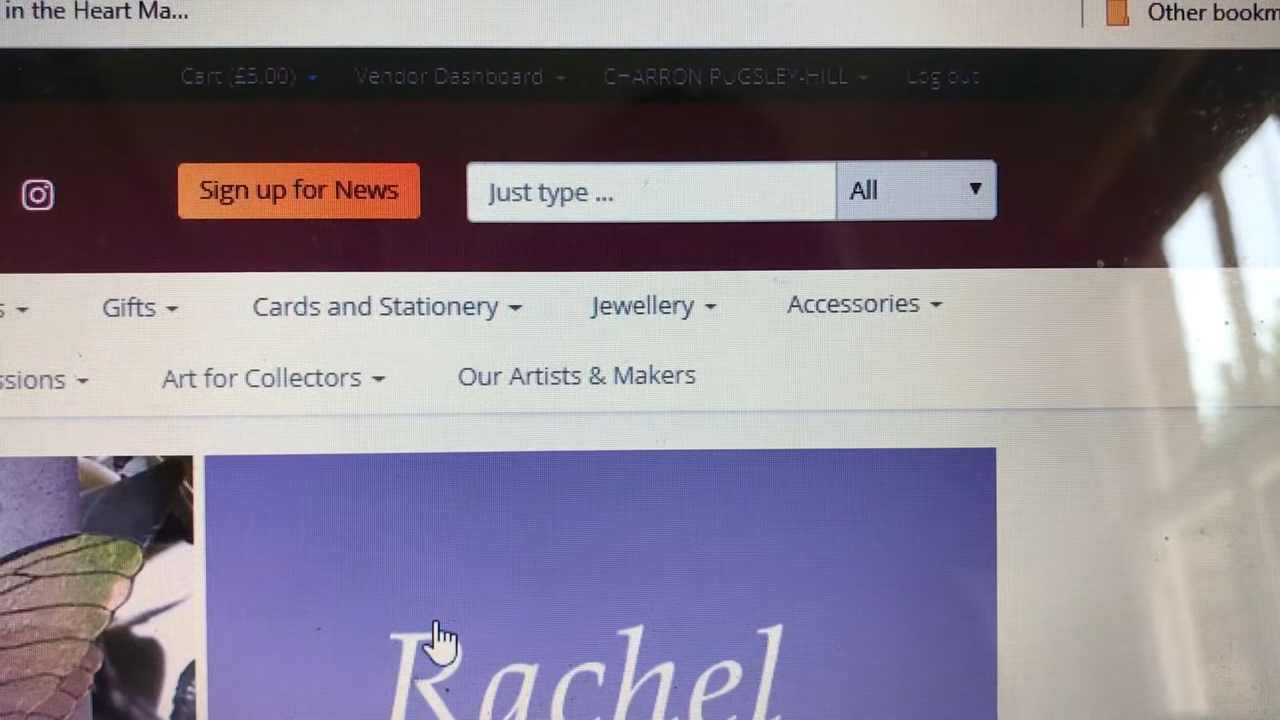 in the Heart Ma...
Other bookm
Cart (£5.00) Vendor Dashboard CHARRON PUGSLEY-HILL Log out
Sign up for News Just type ... All
s Gifts Cards and Stationery Jewellery Accessories
ssions Art for Collectors Our Artists & Makers
Rachel